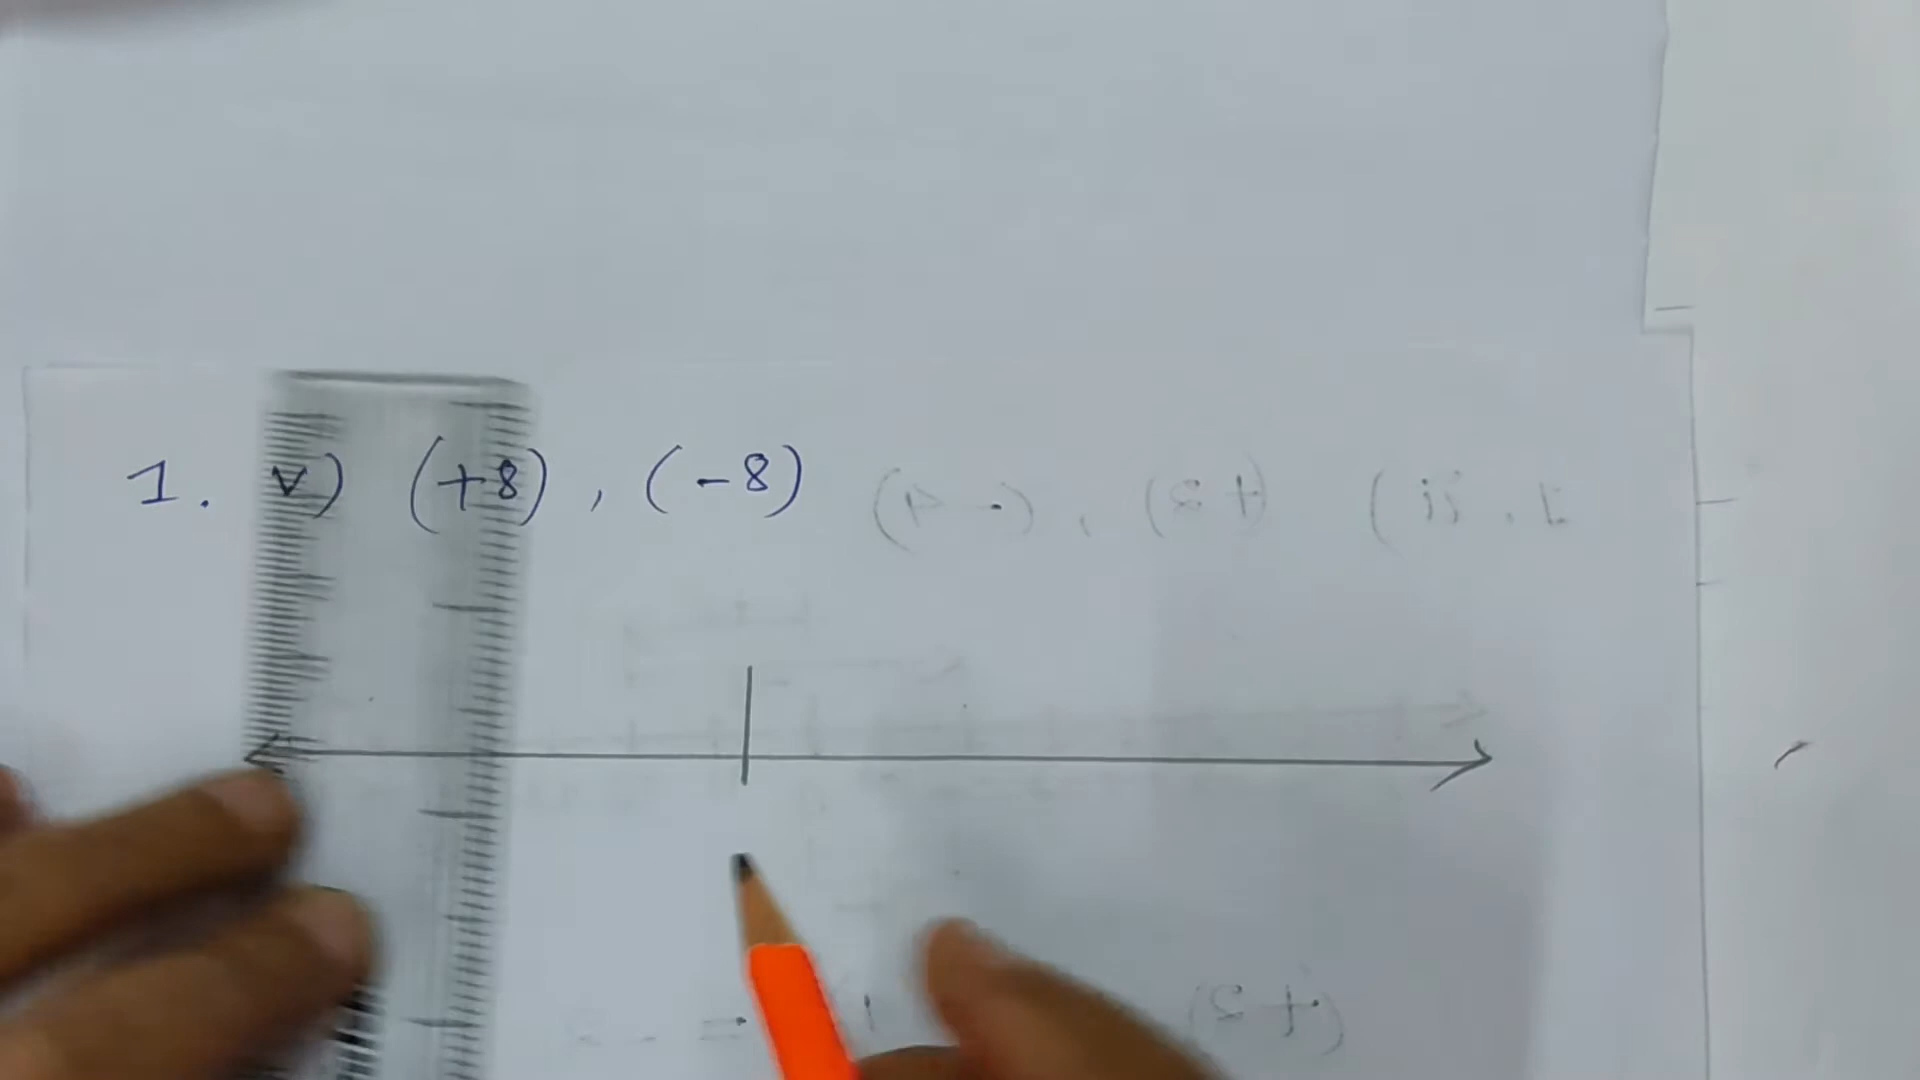 1. v) (+8), (-8)